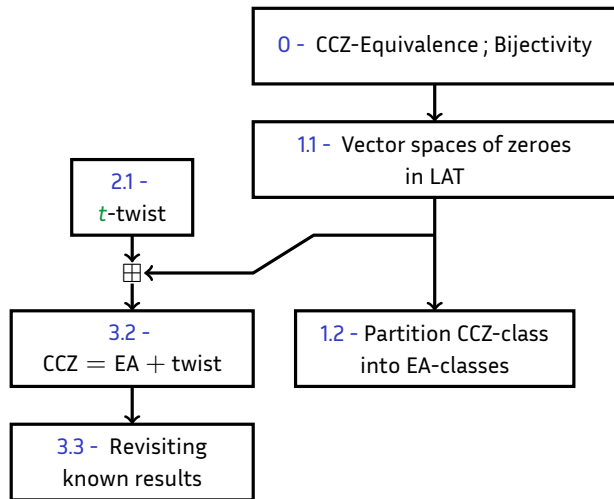 0 - CCZ-Equivalence ; Bijectivity
1.1 - Vector spaces of zeroes
in LAT
2.1 -
t-twist
3.2 -
CCZ = EA + twist
1.2 - Partition CCZ-class
into EA-classes
3.3 - Revisiting
known results